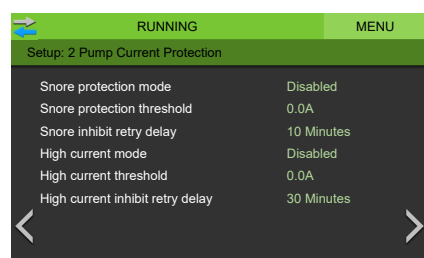 RUNNING MENU
Setup: 2 Pump Current Protection
Snore protection mode Disabled
Snore protection threshold 0.0A
Snore inhibit retry delay 10 Minutes
High current mode Disabled
High current threshold 0.0A
High current inhibit retry delay 30 Minutes